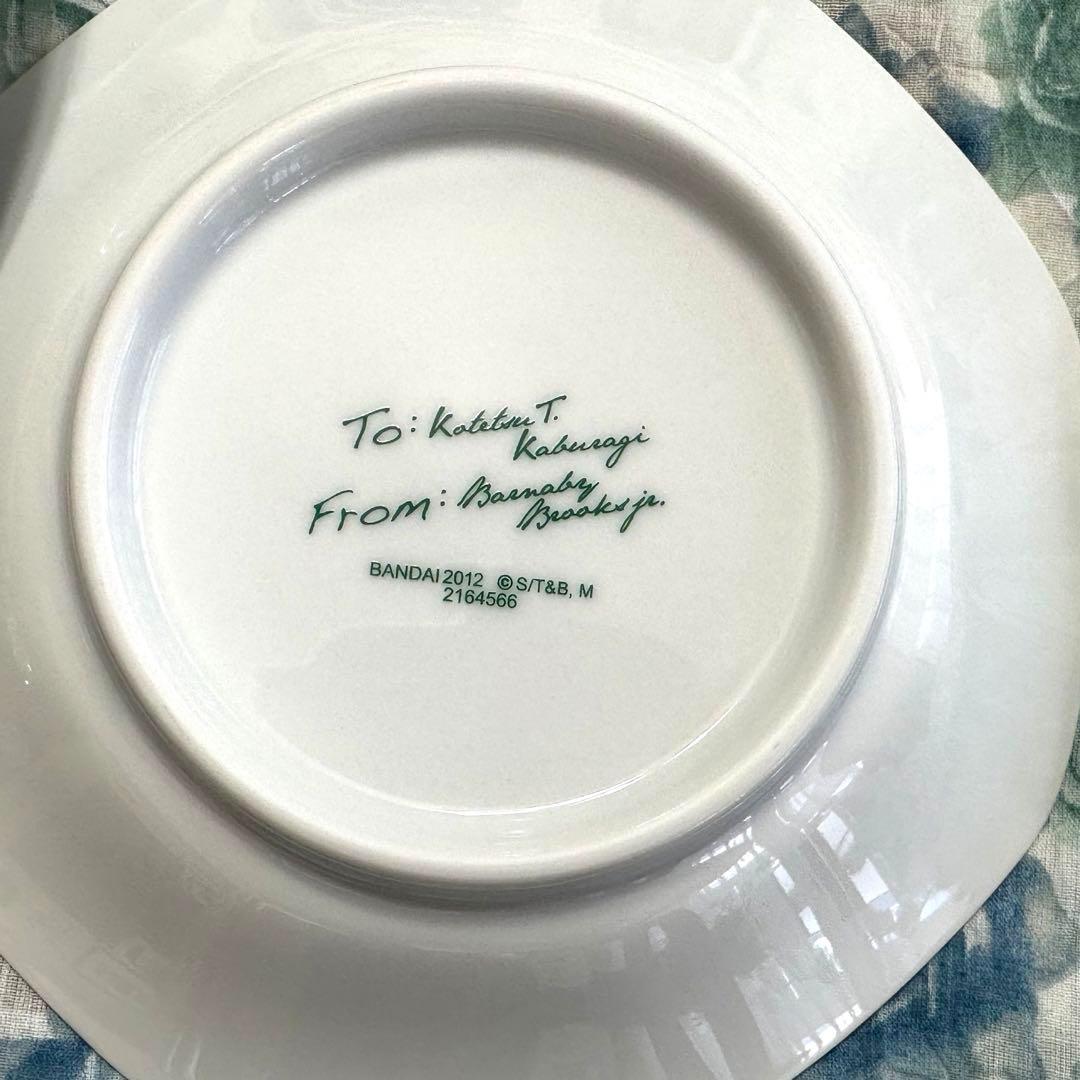 To: Kotetsu T.
Kaburagi
From: Barnaby
Brooks jr.
BANDAI 2012 © S/T&B, M
2164566